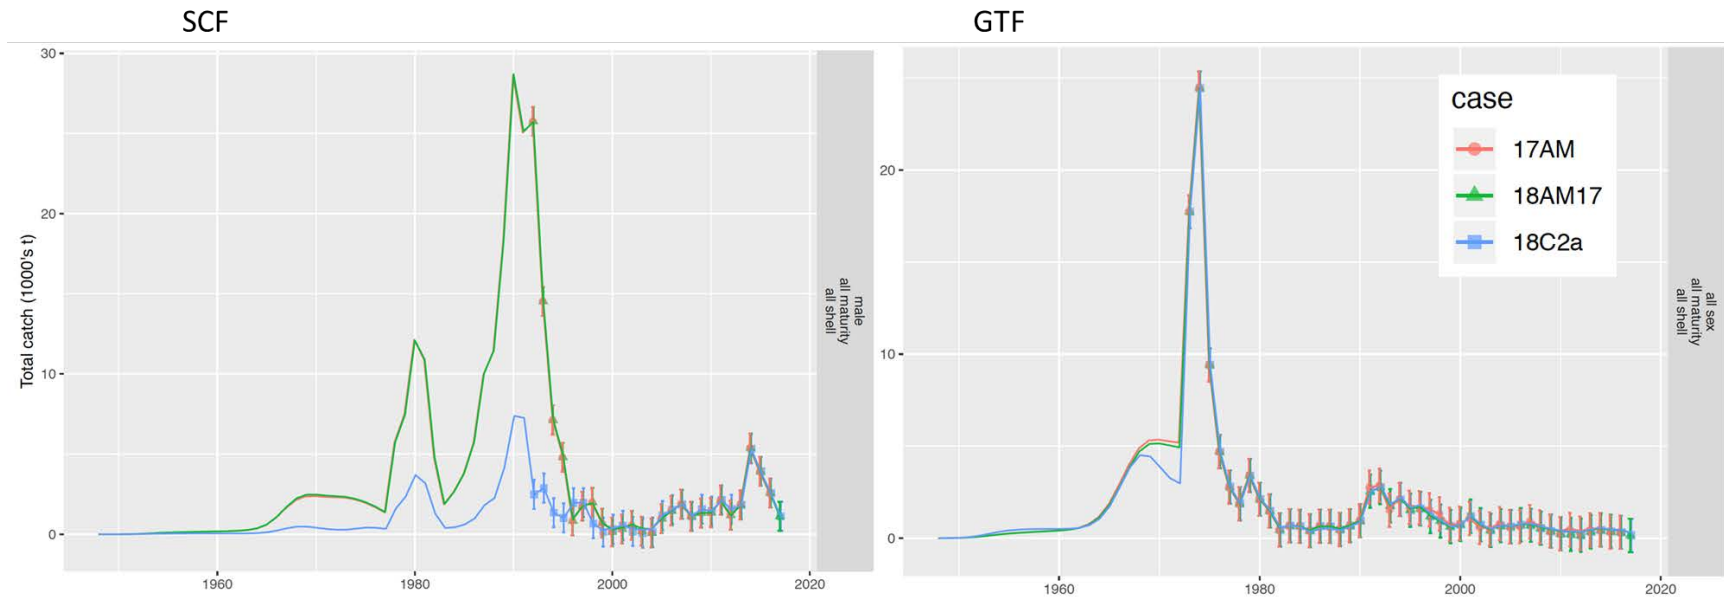 SCF
GTF
Total catch (1000's t)
30
20
10
0
1960
1980
2000
2020
male
all maturity
all shell
20
10
0
1960
1980
2000
2020
all sex
all maturity
all shell
case
17AM
18AM17
18C2a